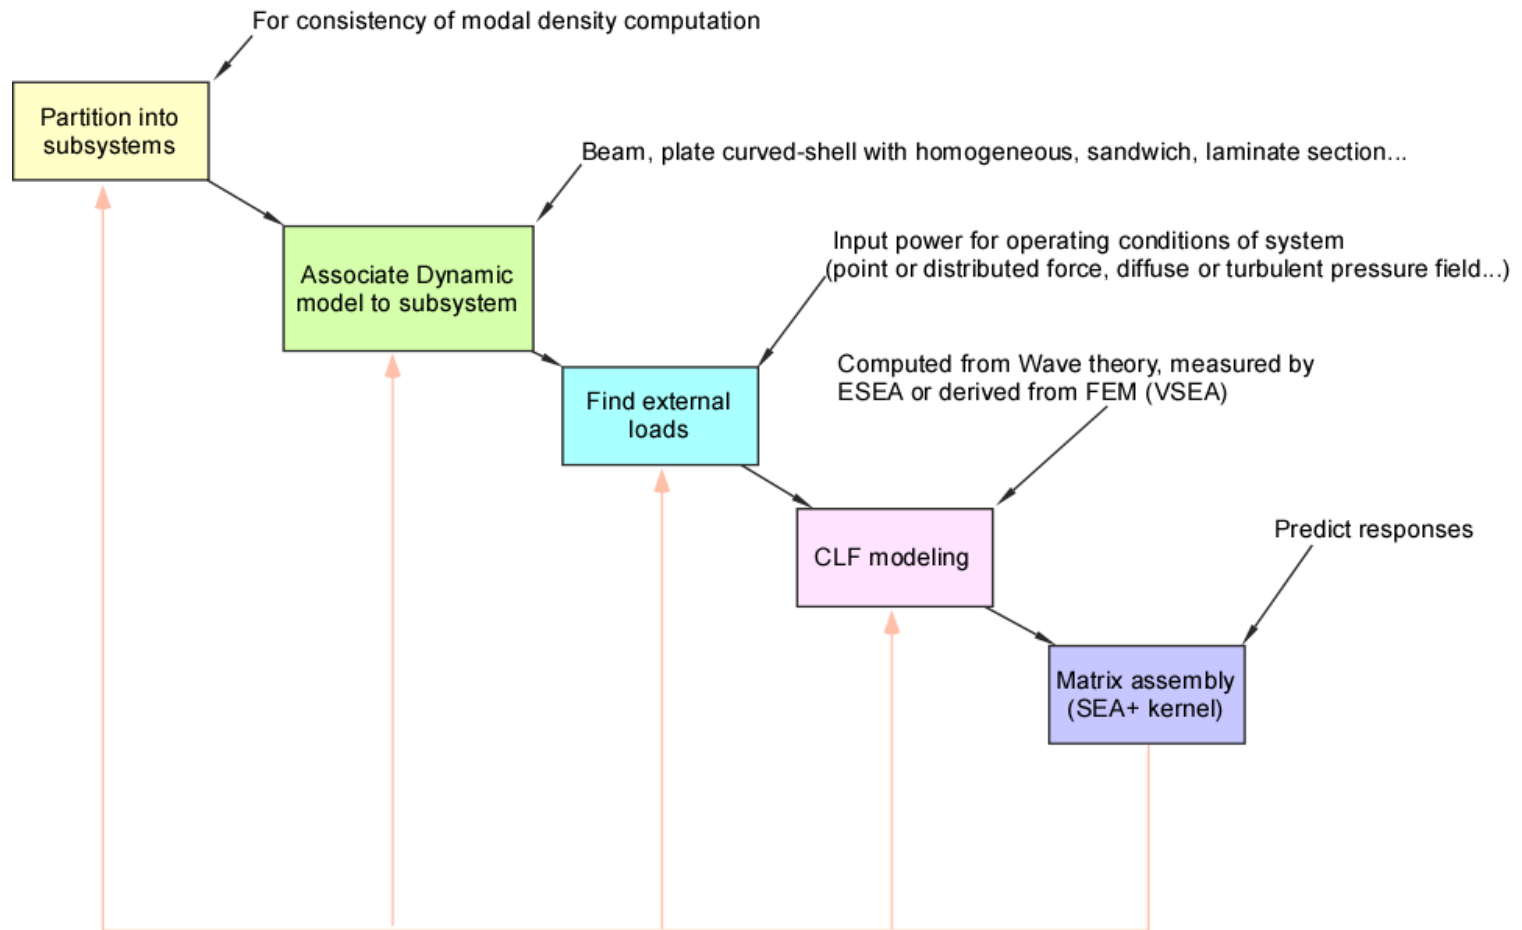 For consistency of modal density computation
Partition into
subsystems
Beam, plate curved-shell with homogeneous, sandwich, laminate section...
Associate Dynamic
model to subsystem
Input power for operating conditions of system
(point or distributed force, diffuse or turbulent pressure field...)
Find external
loads
Computed from Wave theory, measured by
ESEA or derived from FEM (VSEA)
CLF modeling
Predict responses
Matrix assembly
(SEA+ kernel)